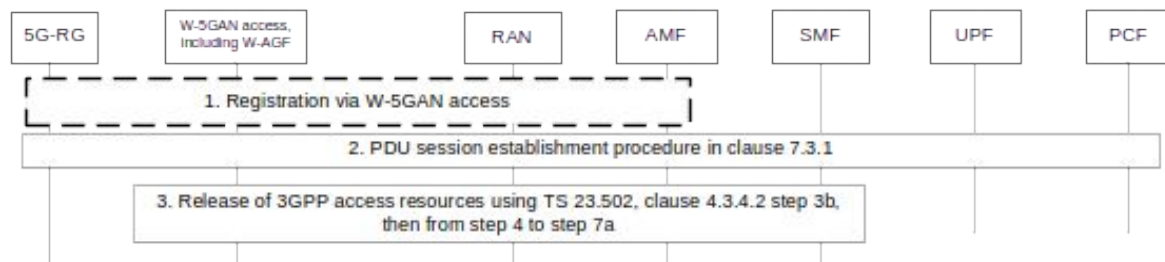 5G-RG
W-5GAN access,
including W-AGF
RAN
AMF
SMF
UPF
PCF
1. Registration via W-5GAN access
2. PDU session establishment procedure in clause 7.3.1
3. Release of 3GPP access resources using TS 23.502, clause 4.3.4.2 step 3b,
then from step 4 to step 7a